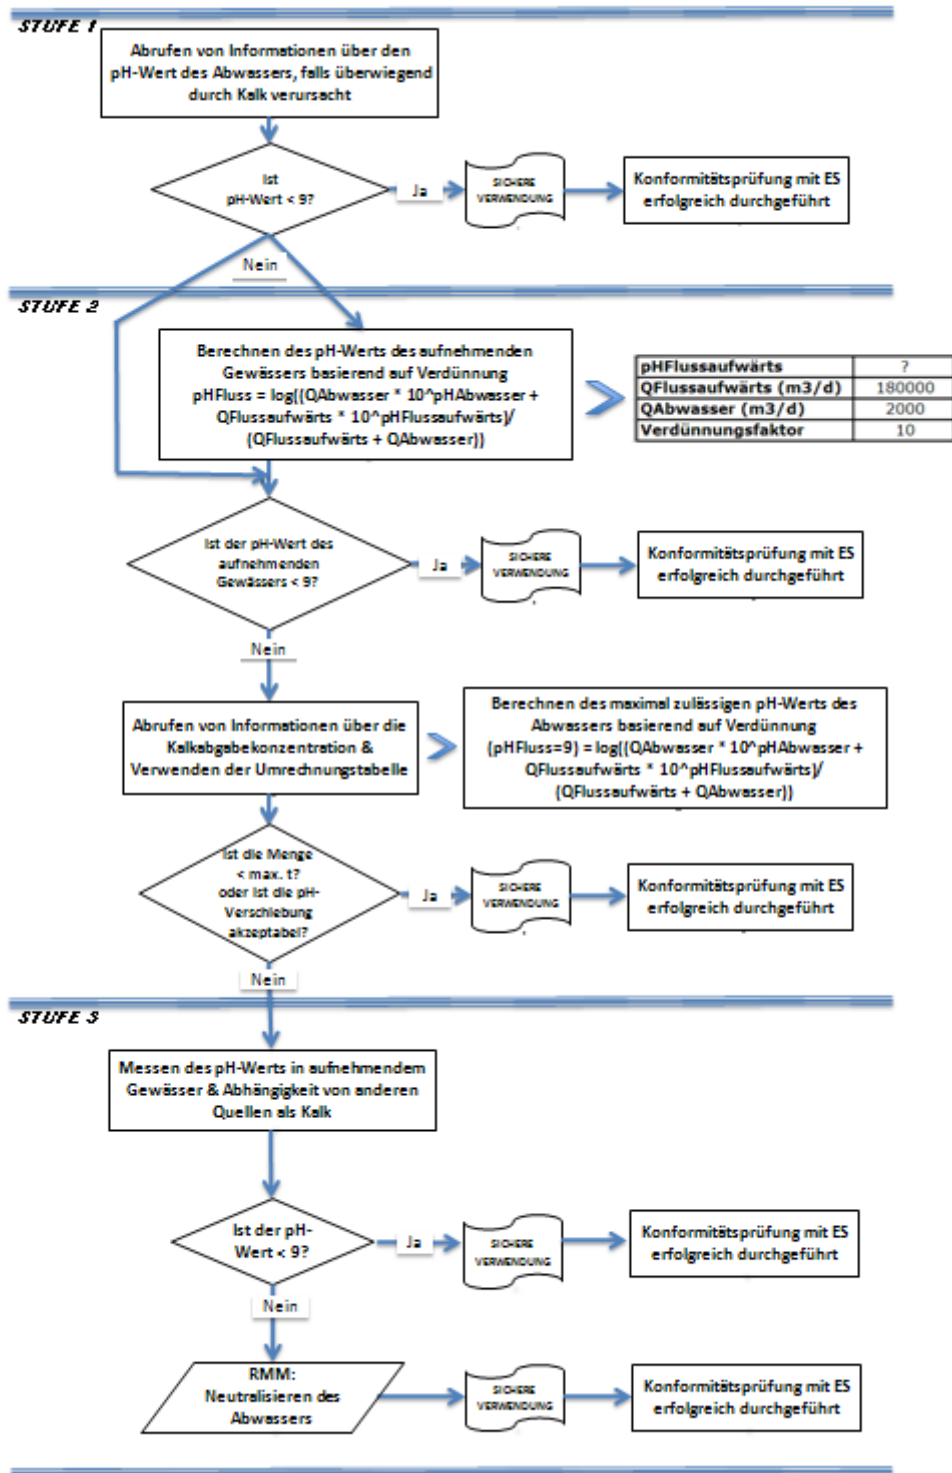 STUFE 1
Abrufen von Informationen über den
pH-Wert des Abwassers, falls überwiegend
durch Kalk verursacht
Ist
pH-Wert < 9?
Ja
SICHERE
VERWENDUNG
Konformitätsprüfung mit ES
erfolgreich durchgeführt
Nein
STUFE 2
Berechnen des pH-Werts des aufnehmenden
Gewässers basierend auf Verdünnung
pHFluss = log((QAbwasser * 10^pHAbwasser +
QFlussaufwärts * 10^pHFlussaufwärts)/
(QFlussaufwärts + QAbwasser))
pHFlussaufwärts ?
QFlussaufwärts (m3/d) 180000
QAbwasser (m3/d) 2000
Verdünnungsfaktor 10
Ist der pH-Wert des
aufnehmenden
Gewässers < 9?
Ja
SICHERE
VERWENDUNG
Konformitätsprüfung mit ES
erfolgreich durchgeführt
Nein
Abrufen von Informationen über die
Kalkabgabekonzentration &
Verwenden der Umrechnungstabelle
Berechnen des maximal zulässigen pH-Werts des
Abwassers basierend auf Verdünnung
(pHFluss=9) = log((QAbwasser * 10^pHAbwasser +
QFlussaufwärts * 10^pHFlussaufwärts)/
(QFlussaufwärts + QAbwasser))
Ist die Menge
< max. t?
oder ist die pH-
Verschiebung
akzeptabel?
Ja
SICHERE
VERWENDUNG
Konformitätsprüfung mit ES
erfolgreich durchgeführt
Nein
STUFE 3
Messen des pH-Werts in aufnehmendem
Gewässer & Abhängigkeit von anderen
Quellen als Kalk
Ist der pH-
Wert < 9?
Ja
SICHERE
VERWENDUNG
Konformitätsprüfung mit ES
erfolgreich durchgeführt
Nein
RMM:
Neutralisieren des
Abwassers
SICHERE
VERWENDUNG
Konformitätsprüfung mit ES
erfolgreich durchgeführt